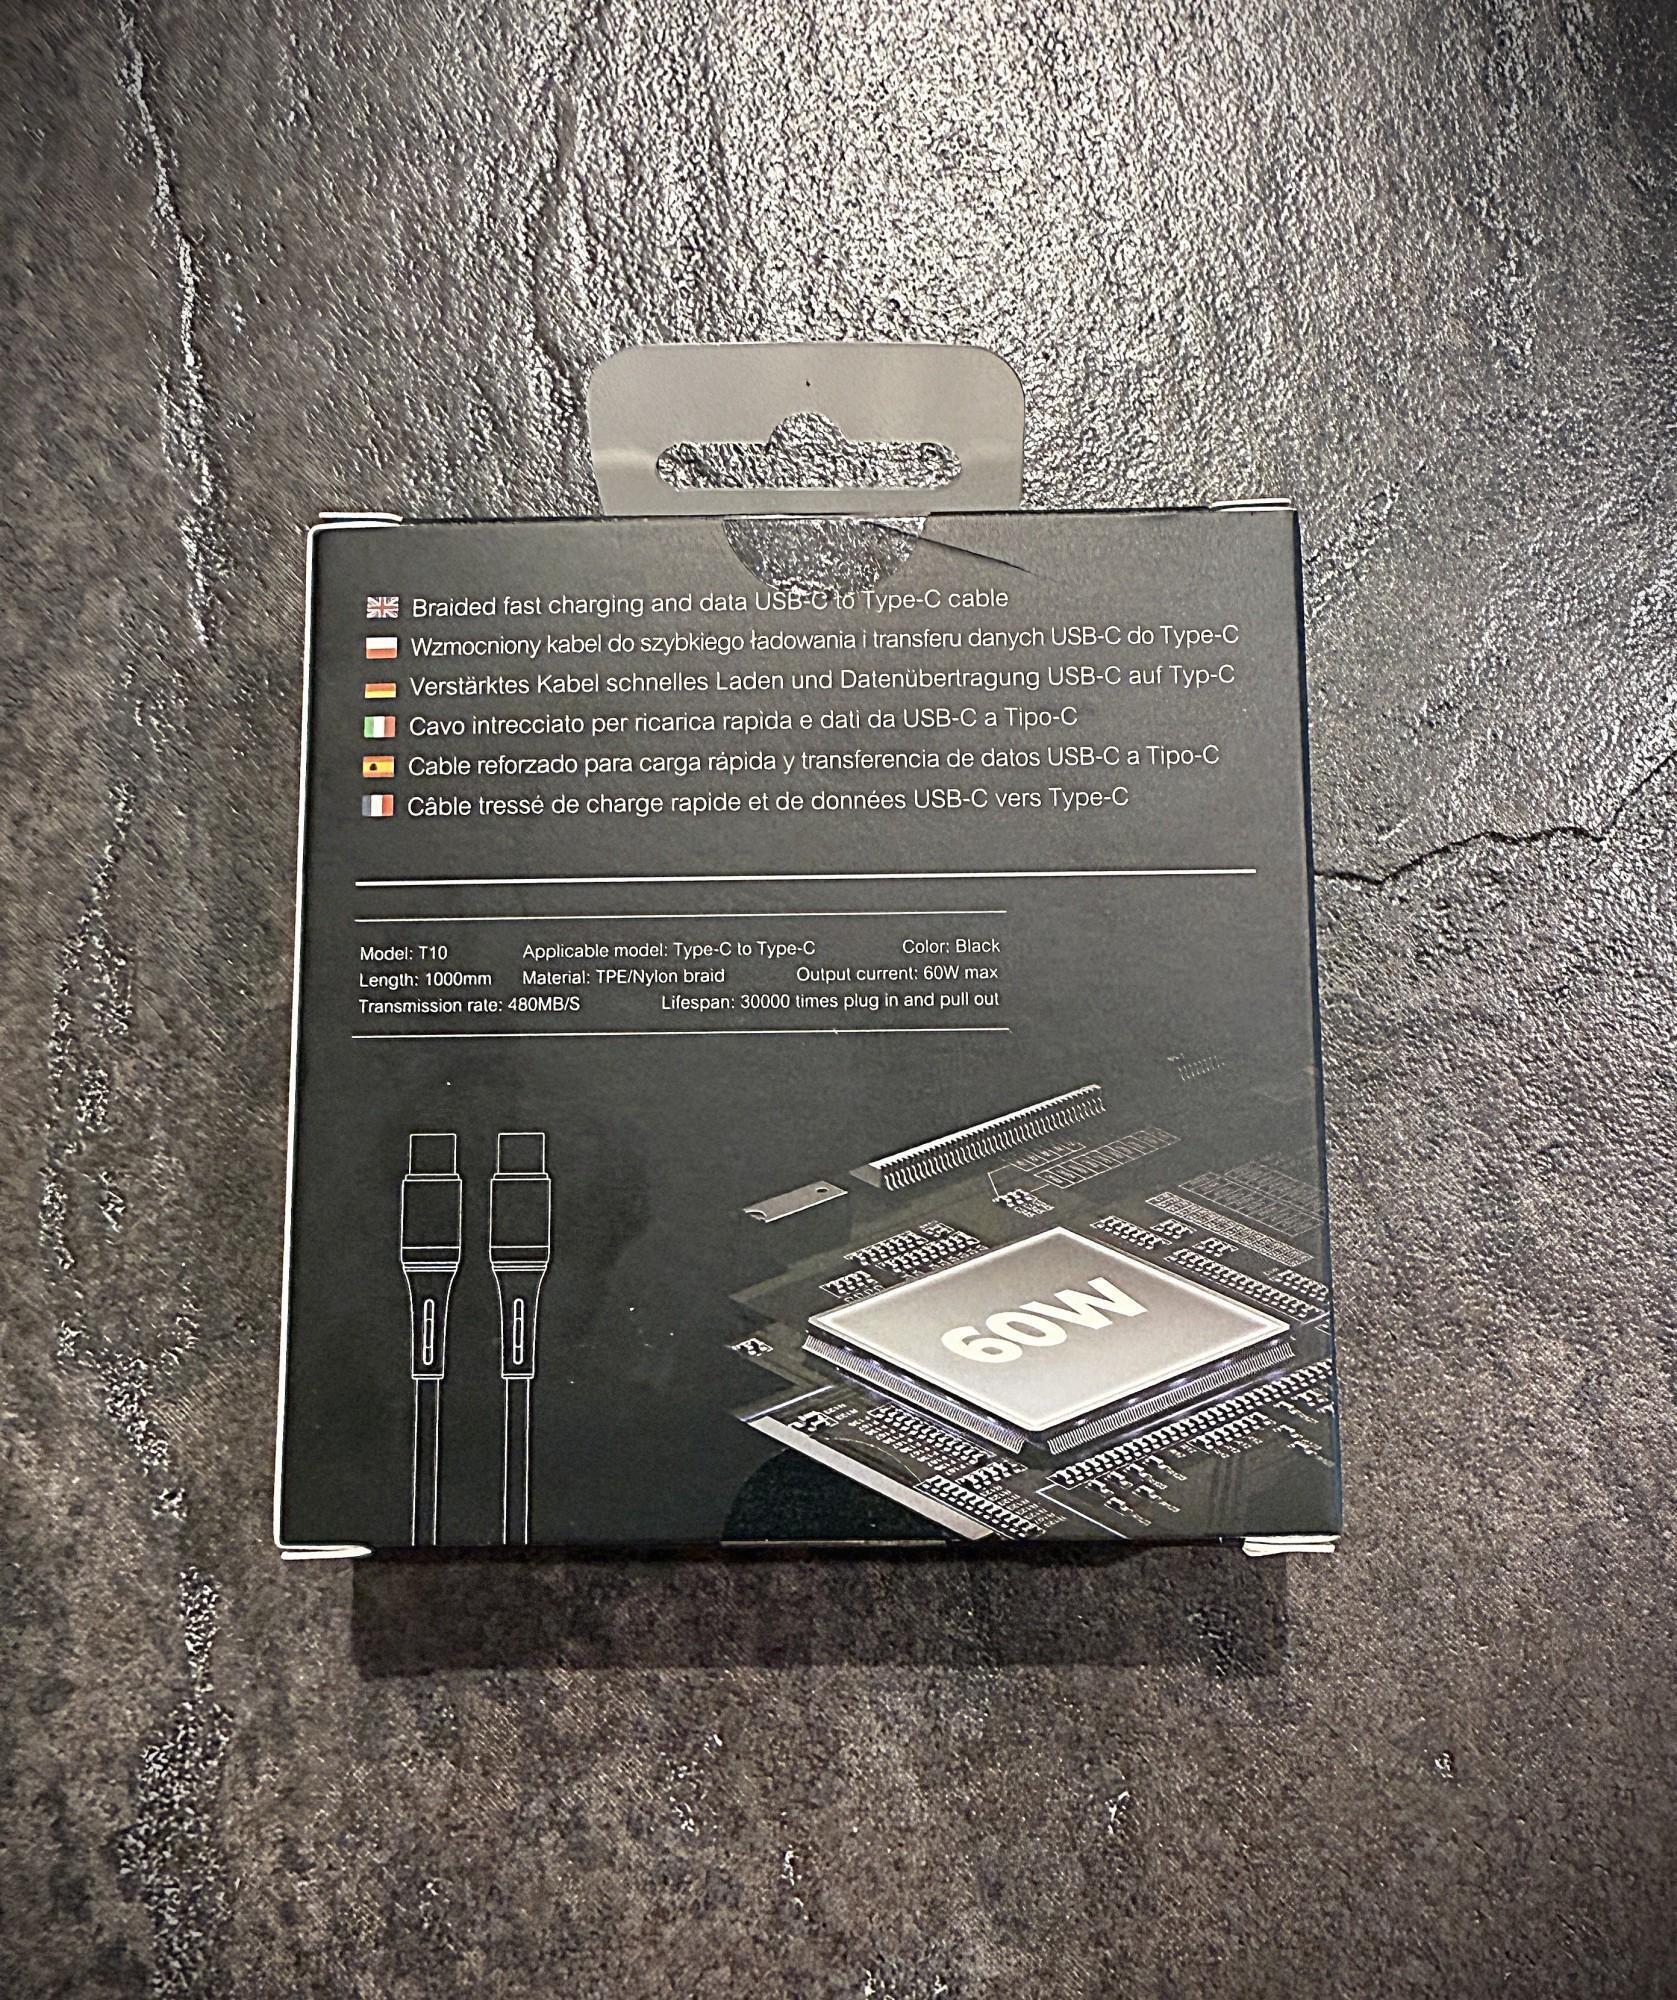 Braided fast charging and data USB-C to Type-C cable
Wzmocniony kabel do szybkiego ładowania i transferu danych USB-C do Type-C
Verstärktes Kabel schnelles Laden und Datenübertragung USB-C auf Typ-C
Cavo intrecciato per ricarica rapida e dati da USB-C a Tipo-C
Cable reforzado para carga rápida y transferencia de datos USB-C a Tipo-C
Câble tressé de charge rapide et de données USB-C vers Type-C
Model: T10 Applicable model: Type-C to Type-C Color: Black
Length: 1000mm Material: TPE/Nylon braid Output current: 60W max
Transmission rate: 480MB/S Lifespan: 30000 times plug in and pull out
60W